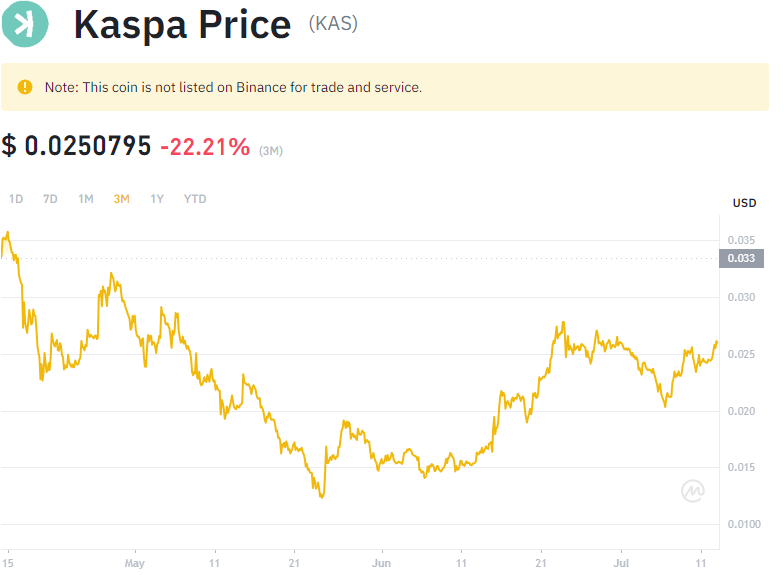 Kaspa Price (KAS)
Note: This coin is not listed on Binance for trade and service.
$ 0.0250795 -22.21% (3M)
1D 7D 1M 3M 1Y YTD
USD
0.035
0.033
0.030
0.025
0.020
0.015
0.0100
15 May 11 21 Jun 11 21 Jul 11